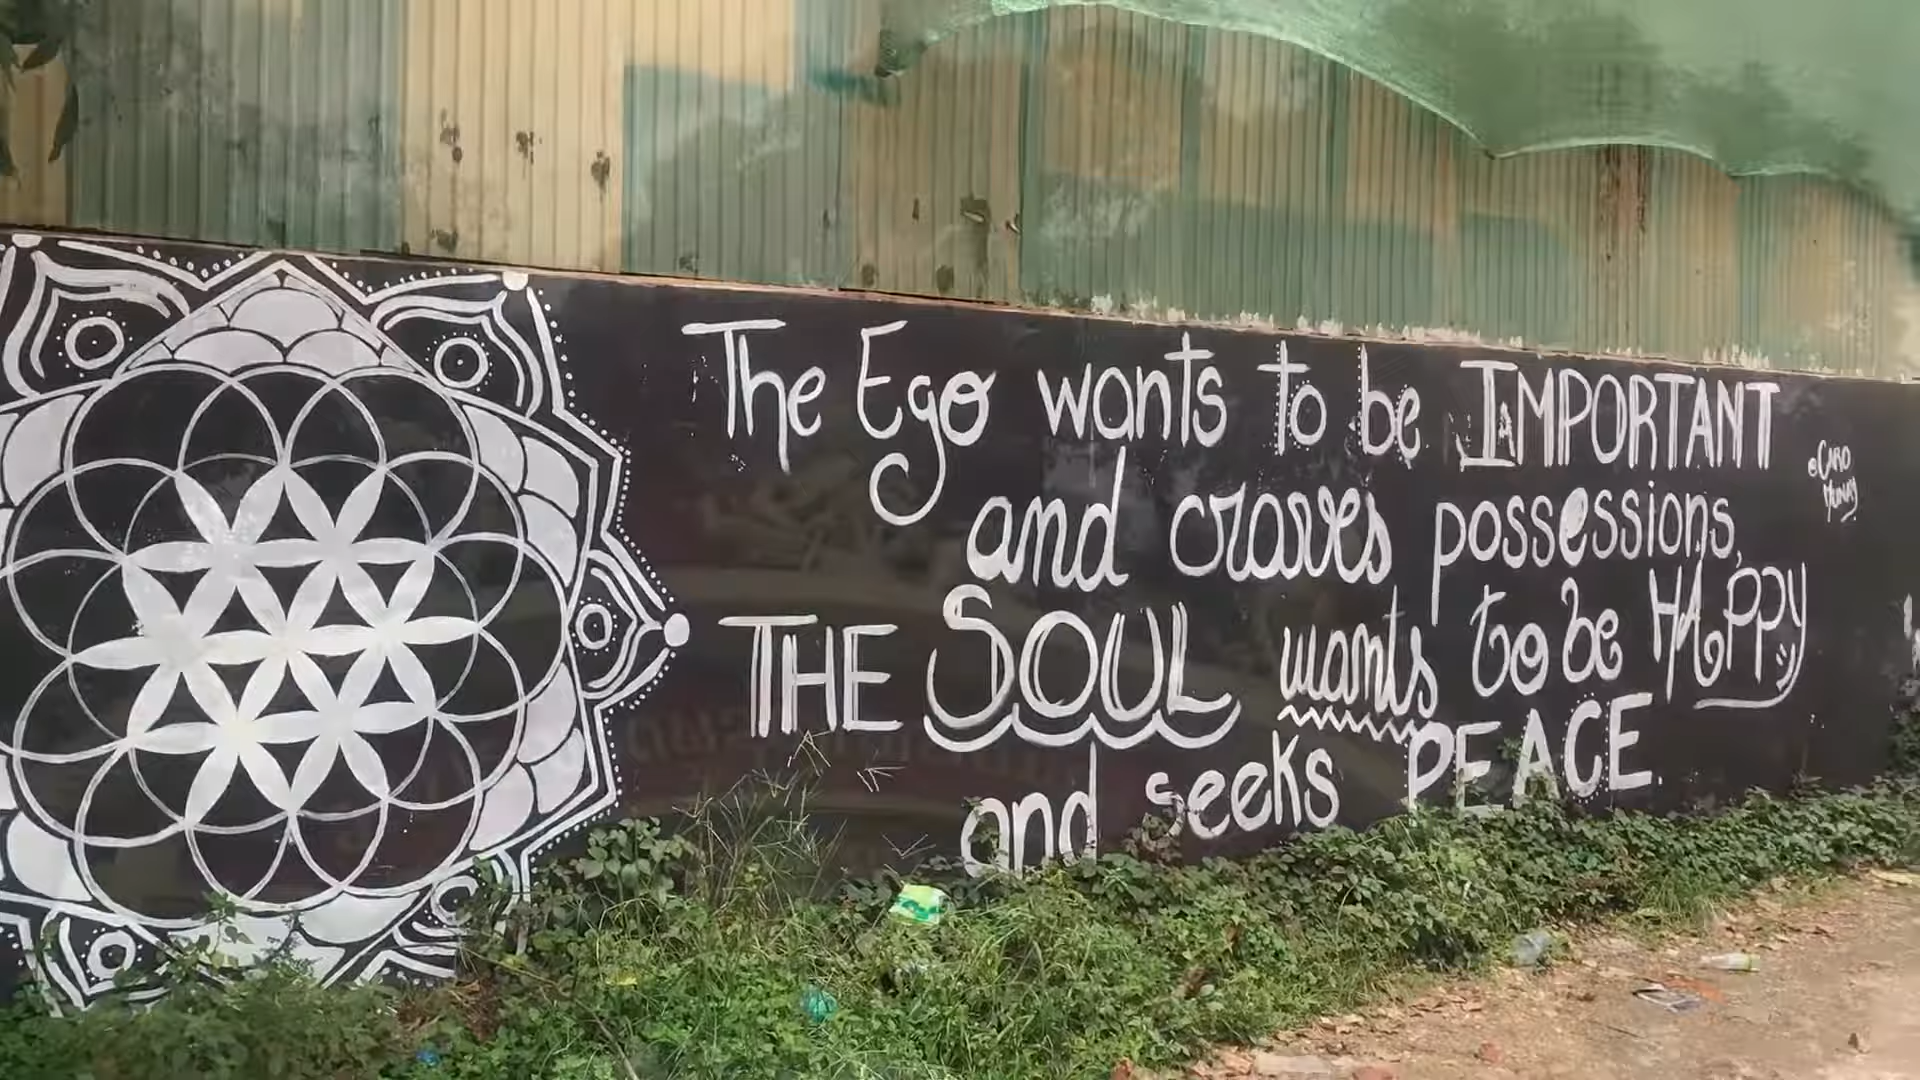 The Ego wants to be IMPORTANT
and craves possessions,
THE SOUL wants to be HAPPY
and seeks PEACE